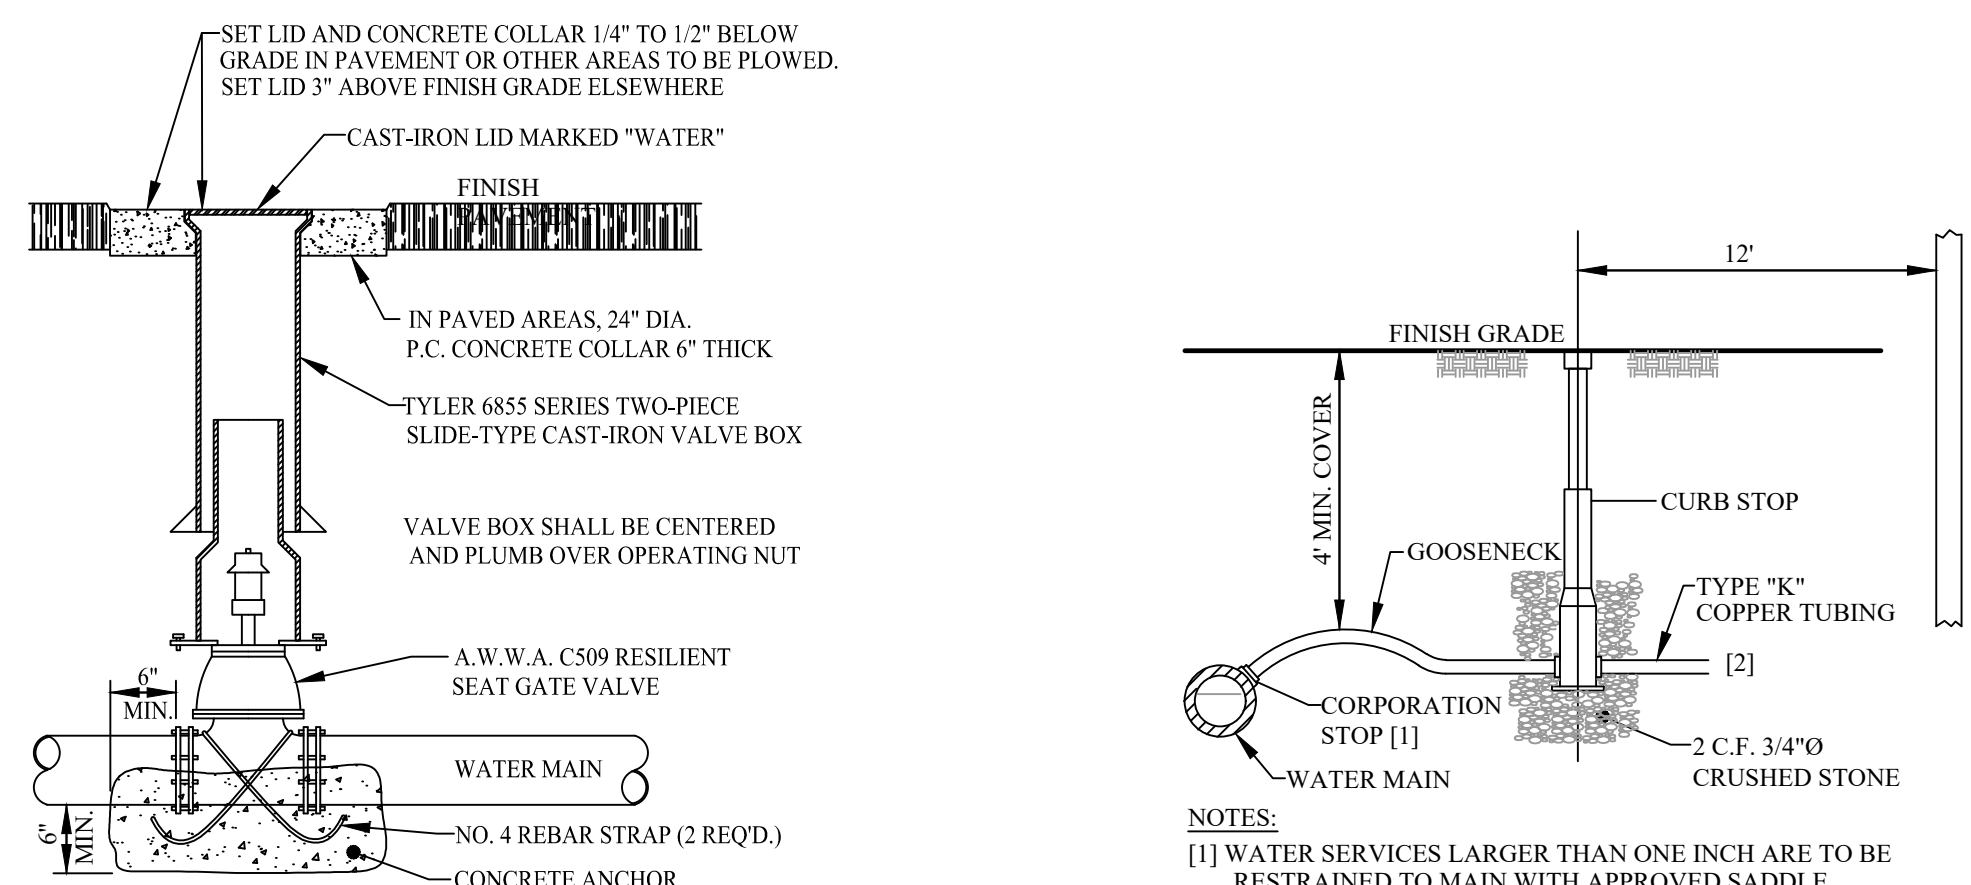 SET LID AND CONCRETE COLLAR 1/4" TO 1/2" BELOW
GRADE IN PAVEMENT OR OTHER AREAS TO BE PLOWED.
SET LID 3" ABOVE FINISH GRADE ELSEWHERE
CAST-IRON LID MARKED "WATER"
FINISH
PAVEMENT
IN PAVED AREAS, 24" DIA.
P.C. CONCRETE COLLAR 6" THICK
TYLER 6855 SERIES TWO-PIECE
SLIDE-TYPE CAST-IRON VALVE BOX
VALVE BOX SHALL BE CENTERED
AND PLUMB OVER OPERATING NUT
A.W.W.A. C509 RESILIENT
SEAT GATE VALVE
6"
MIN.
WATER MAIN
6"
MIN.
NO. 4 REBAR STRAP (2 REQ'D.)
CONCRETE ANCHOR
12'
FINISH GRADE
4' MIN. COVER
CURB STOP
GOOSENECK
TYPE "K"
COPPER TUBING
[2]
CORPORATION
STOP [1]
2 C.F. 3/4"Ø
CRUSHED STONE
WATER MAIN
NOTES:
[1] WATER SERVICES LARGER THAN ONE INCH ARE TO BE
RESTRAINED TO MAIN WITH APPROVED SADDLE